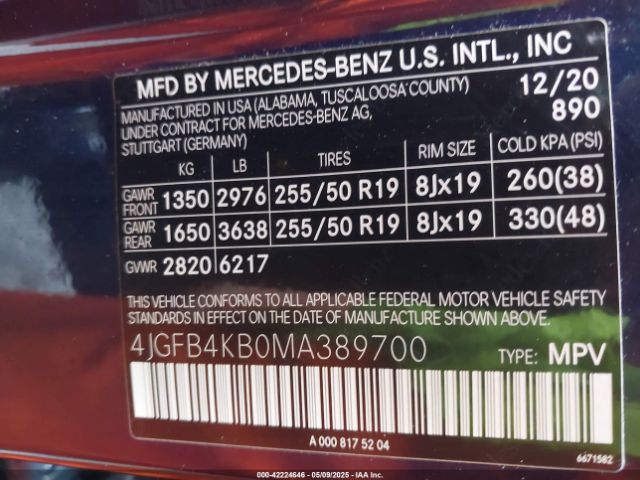 MFD BY MERCEDES-BENZ U.S. INTL., INC
MANUFACTURED IN USA (ALABAMA, TUSCALOOSA COUNTY) 12/20
UNDER CONTRACT FOR MERCEDES-BENZ AG, 890
STUTTGART (GERMANY)
KG LB TIRES RIM SIZE COLD KPA (PSI)
GAWR FRONT 1350 2976 255/50 R19 8Jx19 260(38)
GAWR REAR 1650 3638 255/50 R19 8Jx19 330(48)
GVWR 2820 6217
THIS VEHICLE CONFORMS TO ALL APPLICABLE FEDERAL MOTOR VEHICLE SAFETY
STANDARDS IN EFFECT ON THE DATE OF MANUFACTURE SHOWN ABOVE.
4JGFB4KB0MA389700 TYPE: MPV
A 000 817 52 04
6671582
000-42224646 - 05/09/2025 - IAAI.com